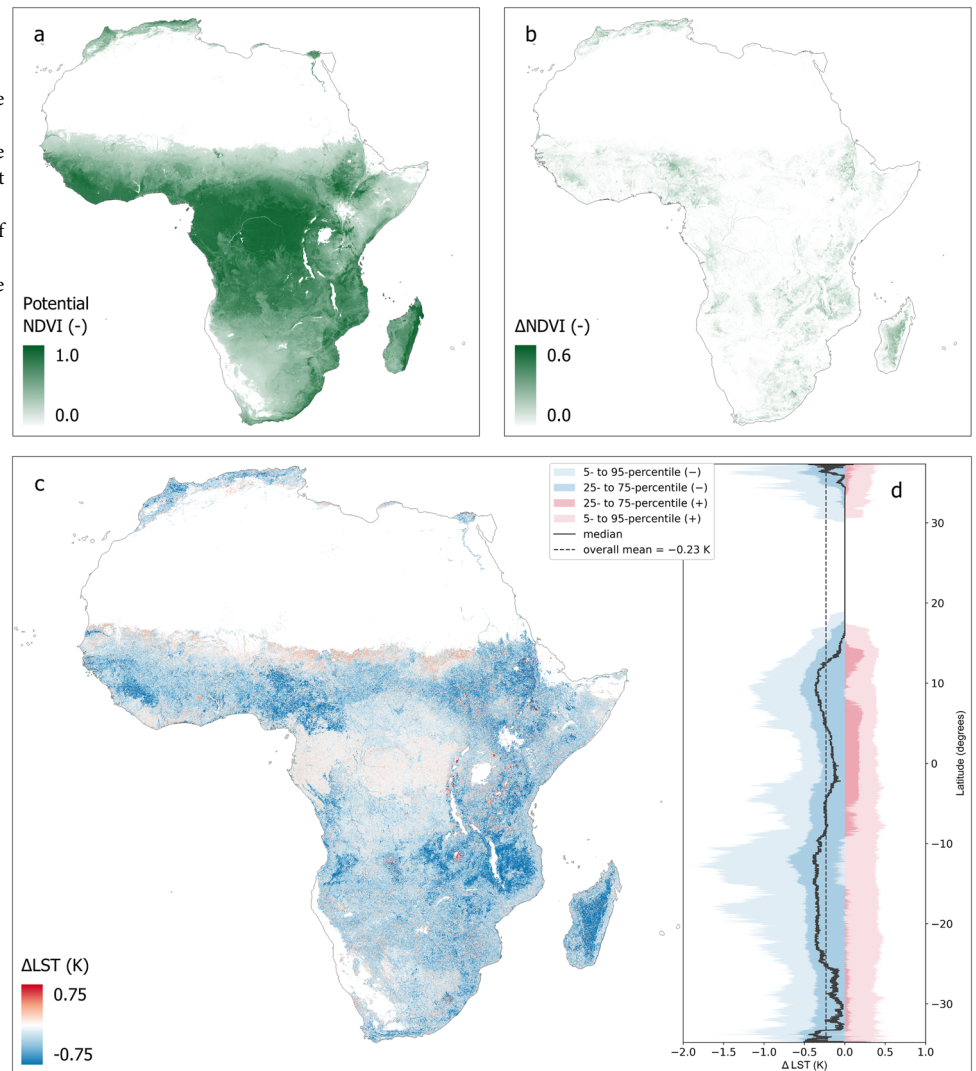 a
e
e
t
f
e
Potential
NDVI (-)
1.0
0.0
b
ΔNDVI (-)
0.6
0.0
c
ΔLST (K)
0.75
-0.75
5- to 95-percentile (−)
25- to 75-percentile (−)
25- to 75-percentile (+)
5- to 95-percentile (+)
median
overall mean = −0.23 K
d
30
20
10
0
−10
−20
−30
Latitude (degrees)
−2.0 −1.5 −1.0 −0.5 0.0 0.5 1.0
Δ LST (K)